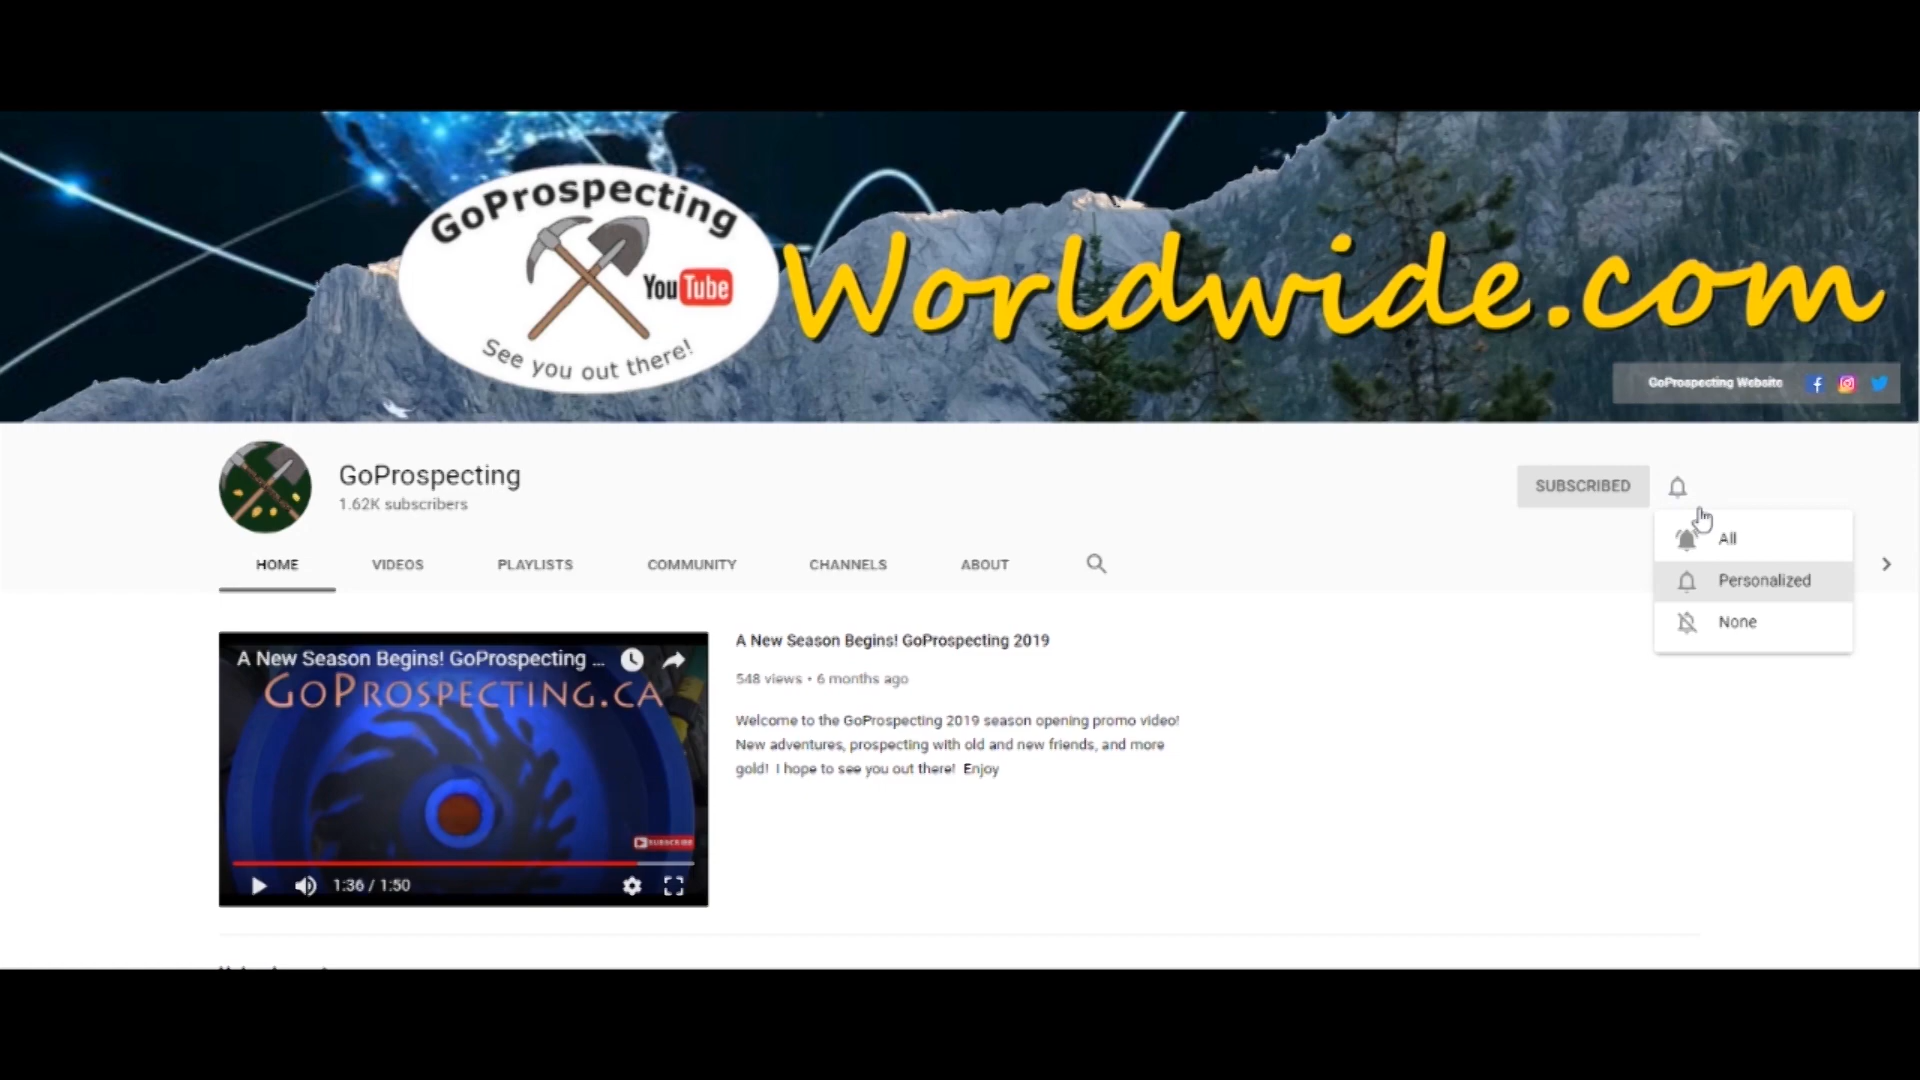 GoProspecting
YouTube
See you out there!
Worldwide.com
GoProspecting Website
GoProspecting
1.62K subscribers
SUBSCRIBED
HOME
VIDEOS
PLAYLISTS
COMMUNITY
CHANNELS
ABOUT
All
Personalized
None
A New Season Begins! GoProspecting ...
GOPROSPECTING.CA
SUBSCRIBE
1:36 / 1:50
A New Season Begins! GoProspecting 2019
548 views • 6 months ago
Welcome to the GoProspecting 2019 season opening promo video!
New adventures, prospecting with old and new friends, and more
gold! I hope to see you out there! Enjoy